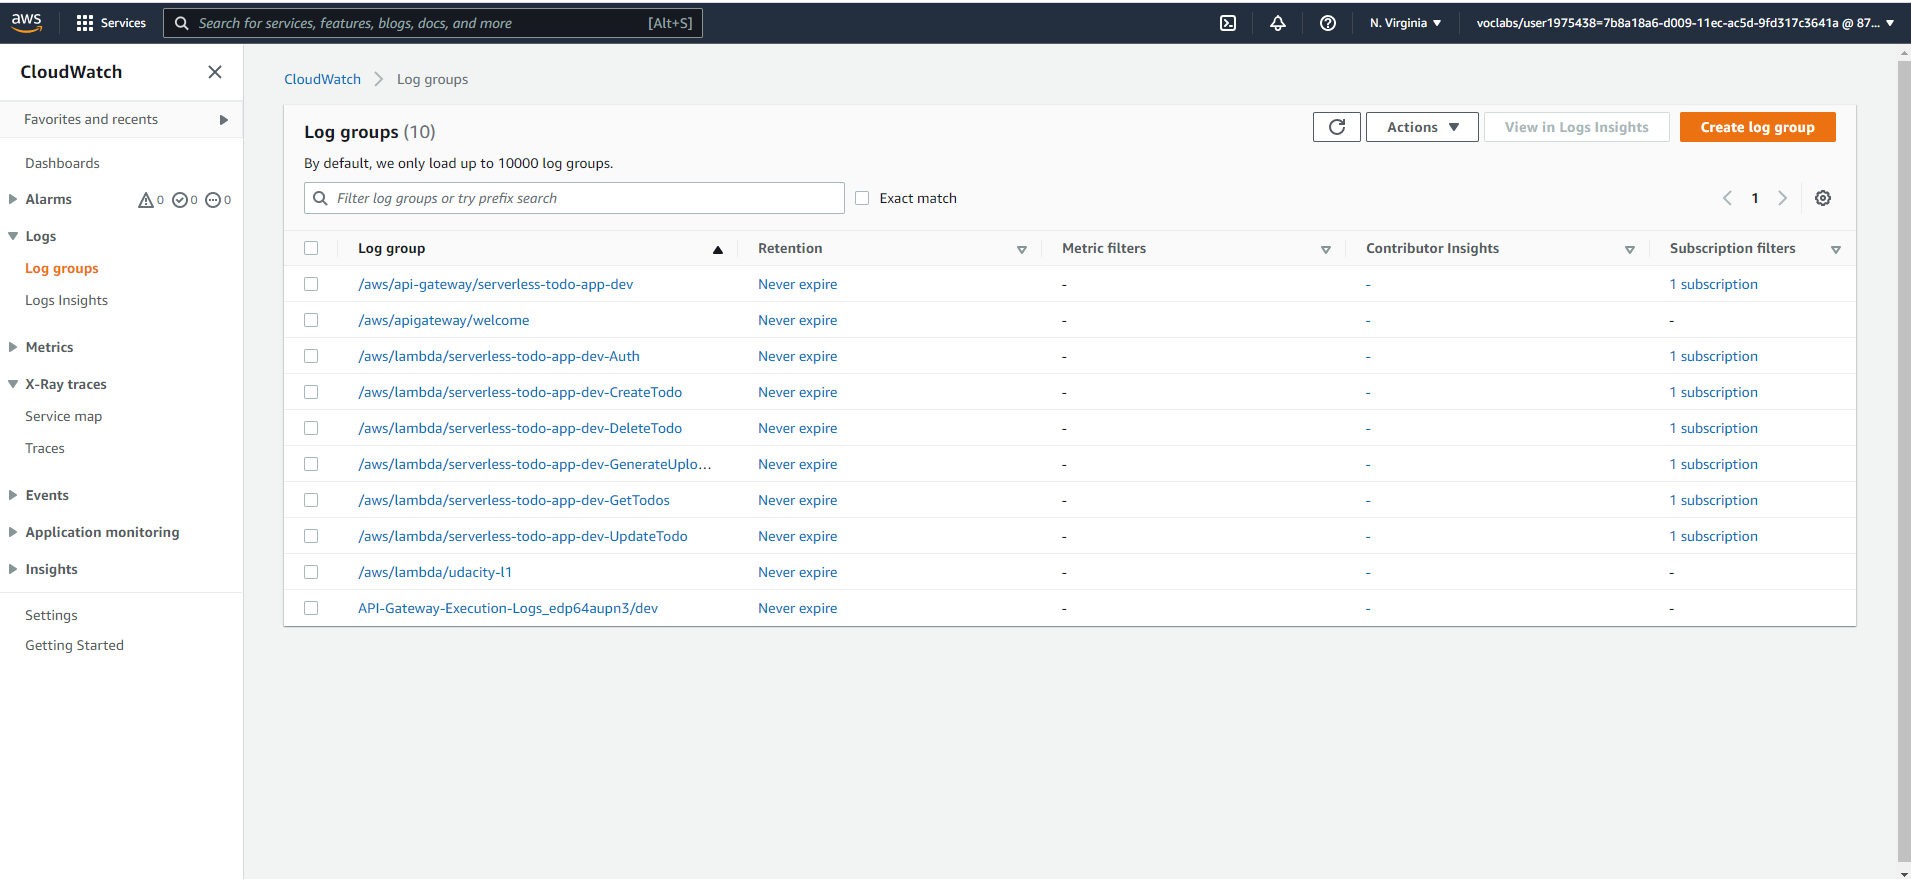 aws
Services
Search for services, features, blogs, docs, and more [Alt+S]
N. Virginia
voclabs/user1975438=7b8a18a6-d009-11ec-ac5d-9fd317c3641a @ 87...
CloudWatch
Favorites and recents
Dashboards
Alarms 0 0 0
Logs
Log groups
Logs Insights
Metrics
X-Ray traces
Service map
Traces
Events
Application monitoring
Insights
Settings
Getting Started
CloudWatch Log groups
Log groups (10)
Actions
View in Logs Insights
Create log group
By default, we only load up to 10000 log groups.
Filter log groups or try prefix search
Exact match
1
Log group Retention Metric filters Contributor Insights Subscription filters
/aws/api-gateway/serverless-todo-app-dev Never expire - - 1 subscription
/aws/apigateway/welcome Never expire - - -
/aws/lambda/serverless-todo-app-dev-Auth Never expire - - 1 subscription
/aws/lambda/serverless-todo-app-dev-CreateTodo Never expire - - 1 subscription
/aws/lambda/serverless-todo-app-dev-DeleteTodo Never expire - - 1 subscription
/aws/lambda/serverless-todo-app-dev-GenerateUplo... Never expire - - 1 subscription
/aws/lambda/serverless-todo-app-dev-GetTodos Never expire - - 1 subscription
/aws/lambda/serverless-todo-app-dev-UpdateTodo Never expire - - 1 subscription
/aws/lambda/udacity-l1 Never expire - - -
API-Gateway-Execution-Logs_edp64aupn3/dev Never expire - - -